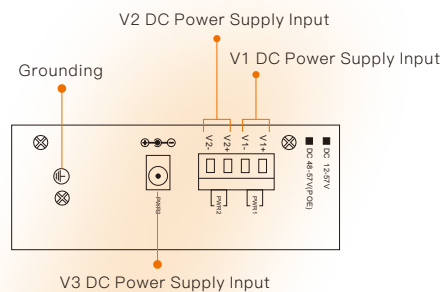 V2 DC Power Supply Input
V1 DC Power Supply Input
Grounding
V2-
V2+
V1-
V1+
DC 48-57V(POE)
DC 12-57V
PWR3
PWR2
PWR1
V3 DC Power Supply Input